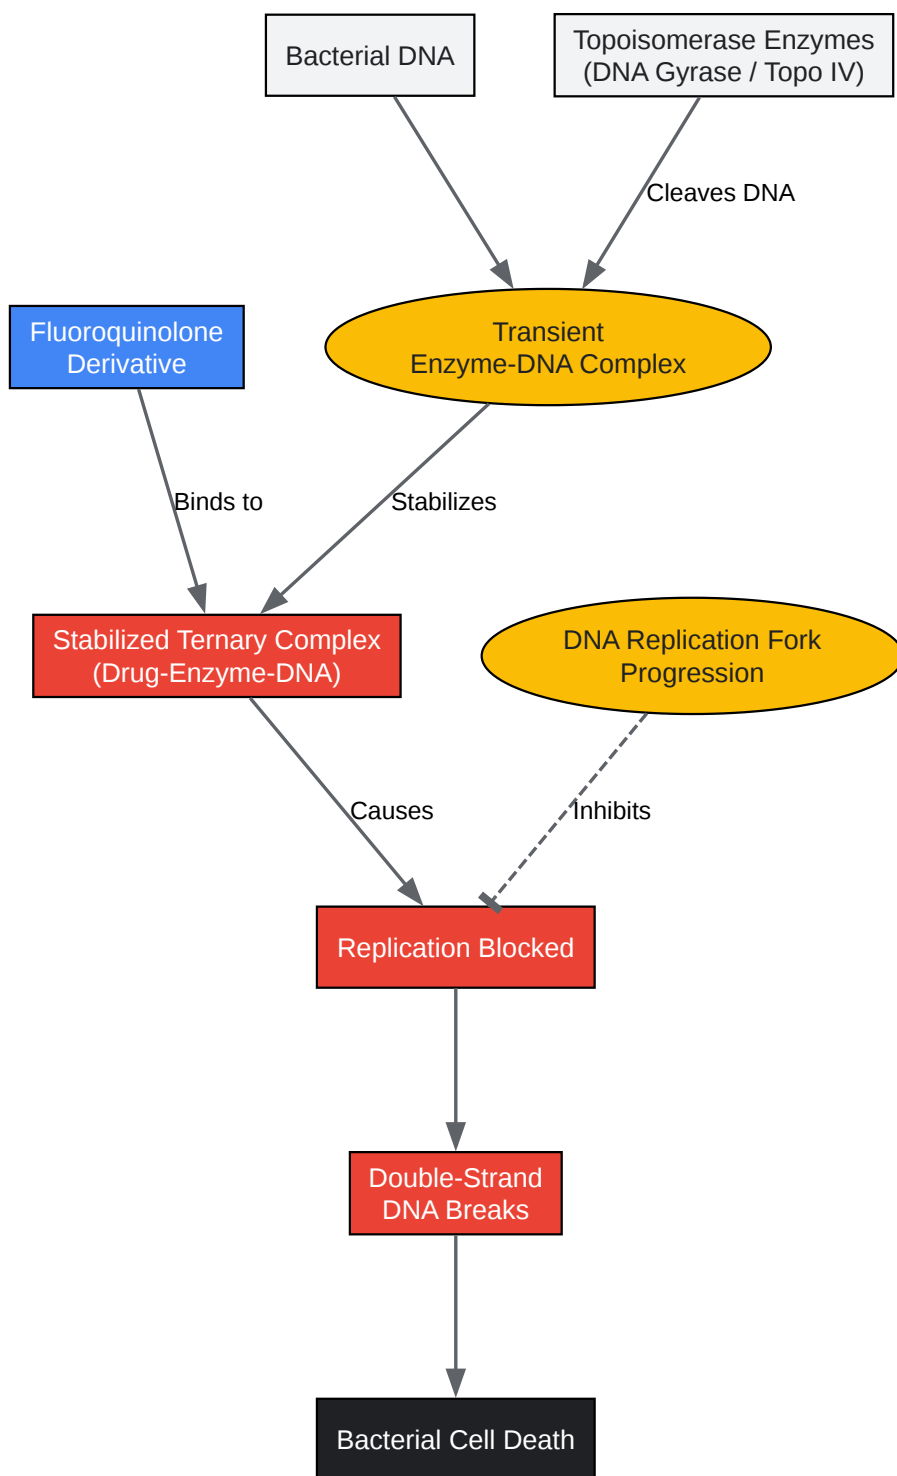 Bacterial DNA
Topoisomerase Enzymes
(DNA Gyrase / Topo IV)
Cleaves DNA
Fluoroquinolone
Derivative
Transient
Enzyme-DNA Complex
Binds to
Stabilizes
Stabilized Ternary Complex
(Drug-Enzyme-DNA)
DNA Replication Fork
Progression
Causes
Inhibits
Replication Blocked
Double-Strand
DNA Breaks
Bacterial Cell Death